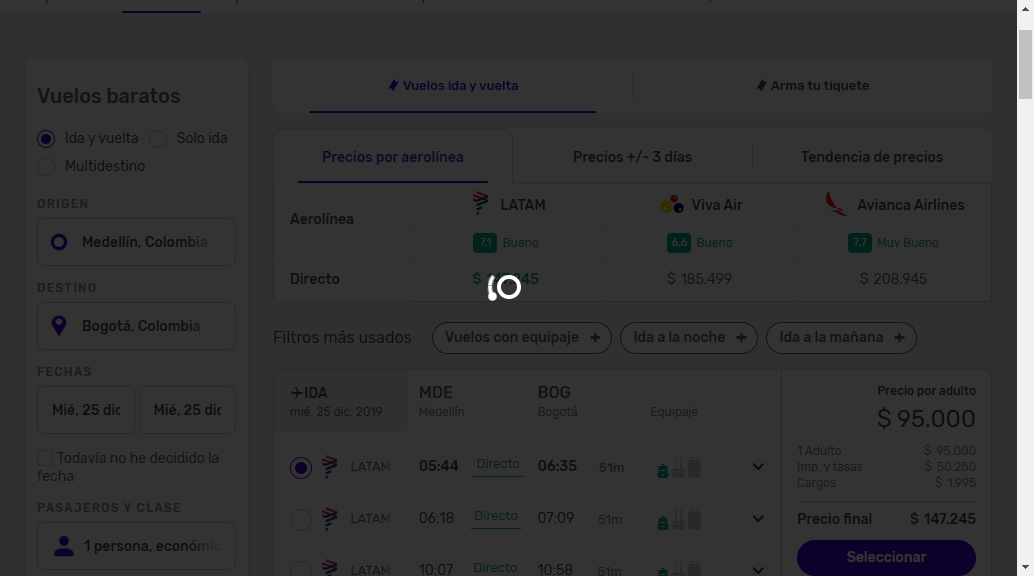 Vuelos baratos
Ida y vuelta
Solo ida
Multidestino
ORIGEN
Medellín, Colombia
DESTINO
Bogotá, Colombia
FECHAS
Mié, 25 dic
Mié, 25 dic
Todavía no he decidido la
fecha
PASAJEROS Y CLASE
1 persona, económic
Vuelos ida y vuelta
Arma tu tiquete
Precios por aerolínea
Precios +/- 3 días
Tendencia de precios
Aerolínea
LATAM
Viva Air
Avianca Airlines
7,1 Bueno
6,6 Bueno
7,7 Muy Bueno
Directo
$ 185.499
$ 208.945
Filtros más usados
Vuelos con equipaje +
Ida a la noche +
Ida a la mañana +
IDA
mié. 25 dic. 2019
MDE
Medellín
BOG
Bogotá
Equipaje
LATAM 05:44 Directo 06:35 51m
LATAM 06:18 Directo 07:09 51m
LATAM 10:07 Directo 10:58 51m
Precio por adulto
$ 95.000
1 Adulto $ 95.000
Imp. y tasas $ 50.250
Cargos $ 1.995
Precio final $ 147.245
Seleccionar